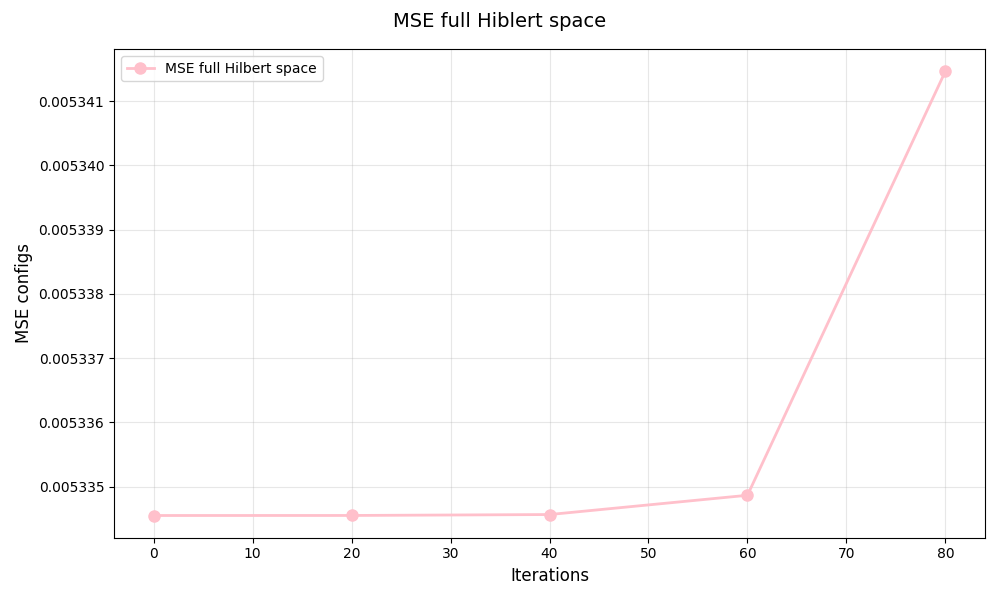 MSE full Hiblert space
MSE full Hilbert space
MSE configs
0.005341
0.005340
0.005339
0.005338
0.005337
0.005336
0.005335
0 10 20 30 40 50 60 70 80
Iterations